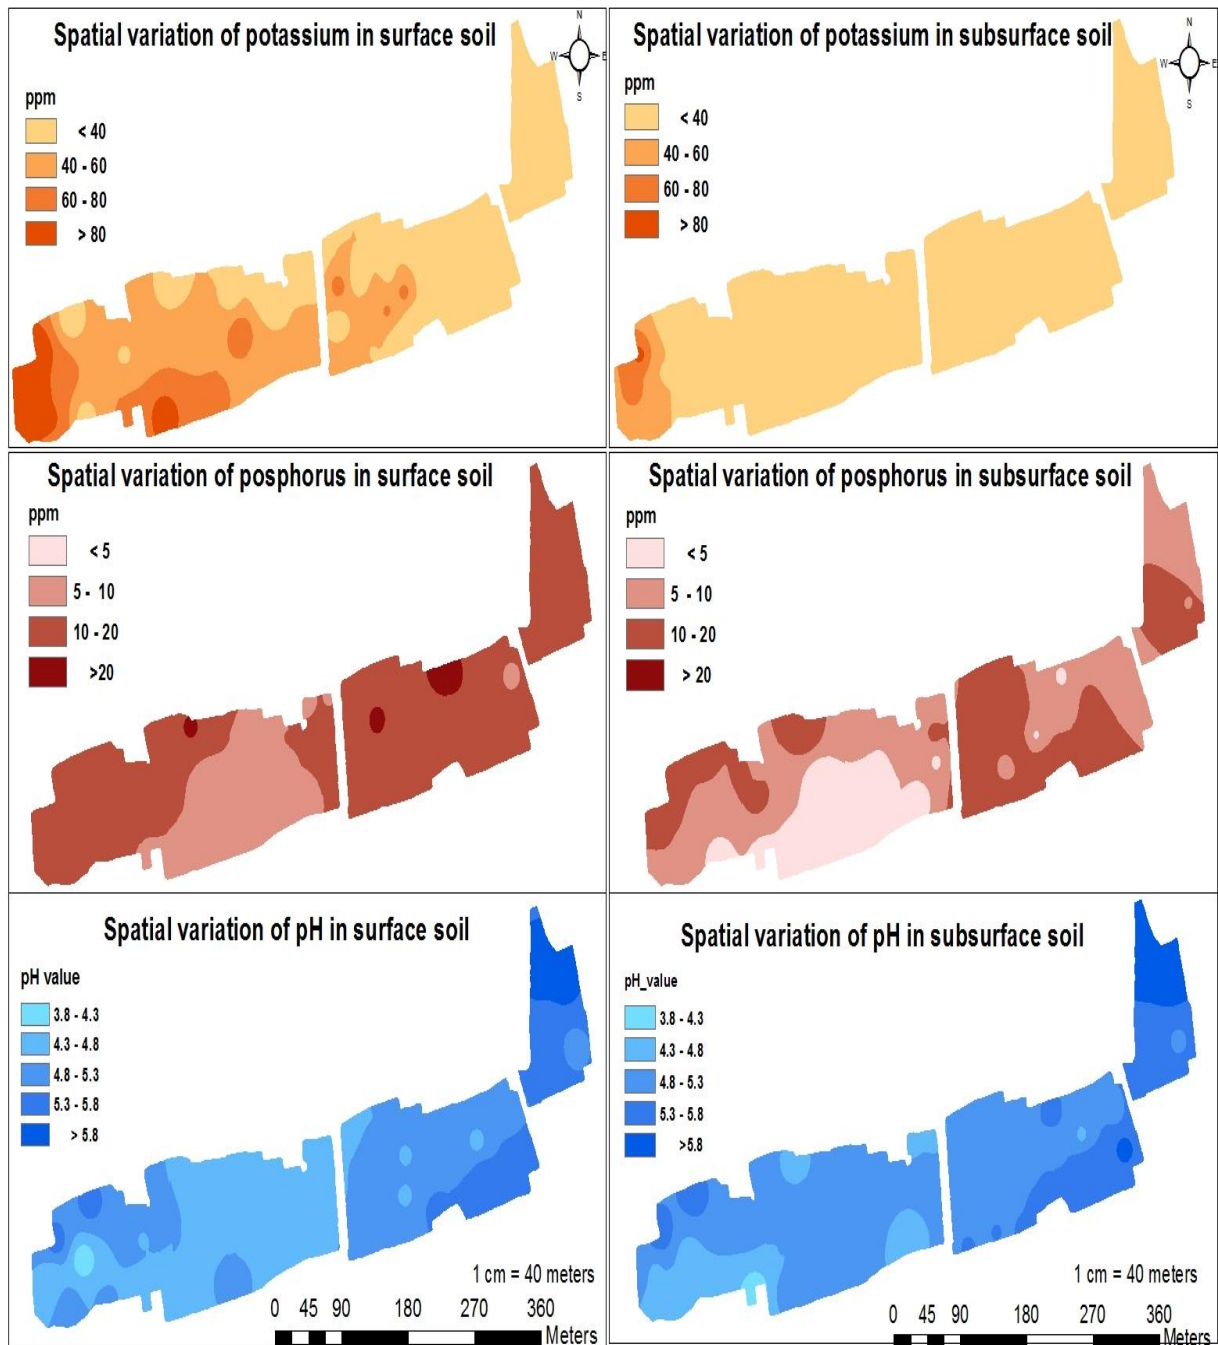 Spatial variation of potassium in surface soil
N
W E
S
ppm
< 40
40 - 60
60 - 80
> 80
Spatial variation of potassium in subsurface soil
N
W E
S
ppm
< 40
40 - 60
60 - 80
> 80
Spatial variation of posphorus in surface soil
ppm
< 5
5 - 10
10 - 20
>20
Spatial variation of posphorus in subsurface soil
ppm
< 5
5 - 10
10 - 20
> 20
Spatial variation of pH in surface soil
pH value
3.8 - 4.3
4.3 - 4.8
4.8 - 5.3
5.3 - 5.8
> 5.8
1 cm = 40 meters
0 45 90 180 270 360
Meters
Spatial variation of pH in subsurface soil
pH_value
3.8 - 4.3
4.3 - 4.8
4.8 - 5.3
5.3 - 5.8
>5.8
1 cm = 40 meters
0 45 90 180 270 360
Meters